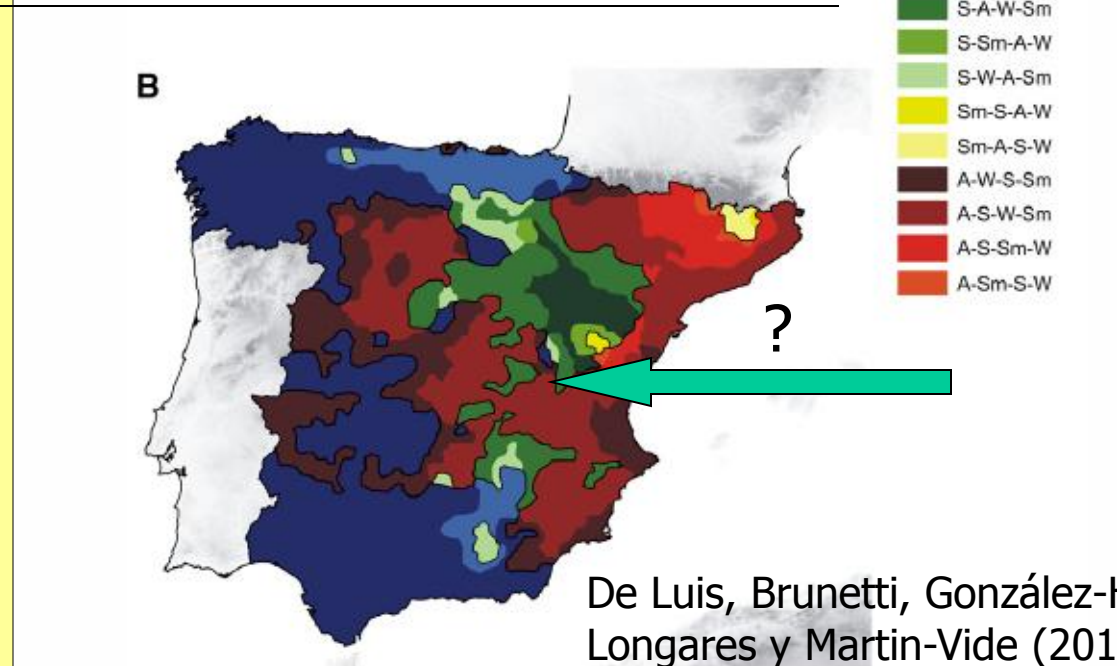 B
S-A-W-Sm
S-Sm-A-W
S-W-A-Sm
Sm-S-A-W
Sm-A-S-W
A-W-S-Sm
A-S-W-Sm
A-S-Sm-W
A-Sm-S-W
?
De Luis, Brunetti, González-H
Longares y Martin-Vide (201